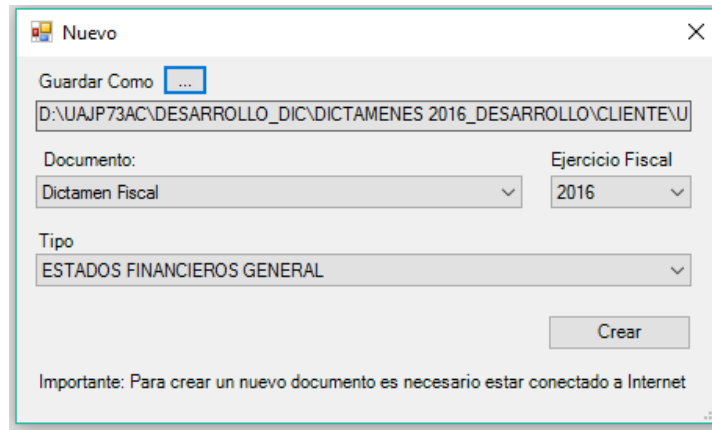 Nuevo
Guardar Como ...
D:\UAJP73AC\DESARROLLO_DIC\DICTAMENES 2016_DESARROLLO\CLIENTE\U
Documento: Ejercicio Fiscal
Dictamen Fiscal 2016
Tipo
ESTADOS FINANCIEROS GENERAL
Crear
Importante: Para crear un nuevo documento es necesario estar conectado a Internet